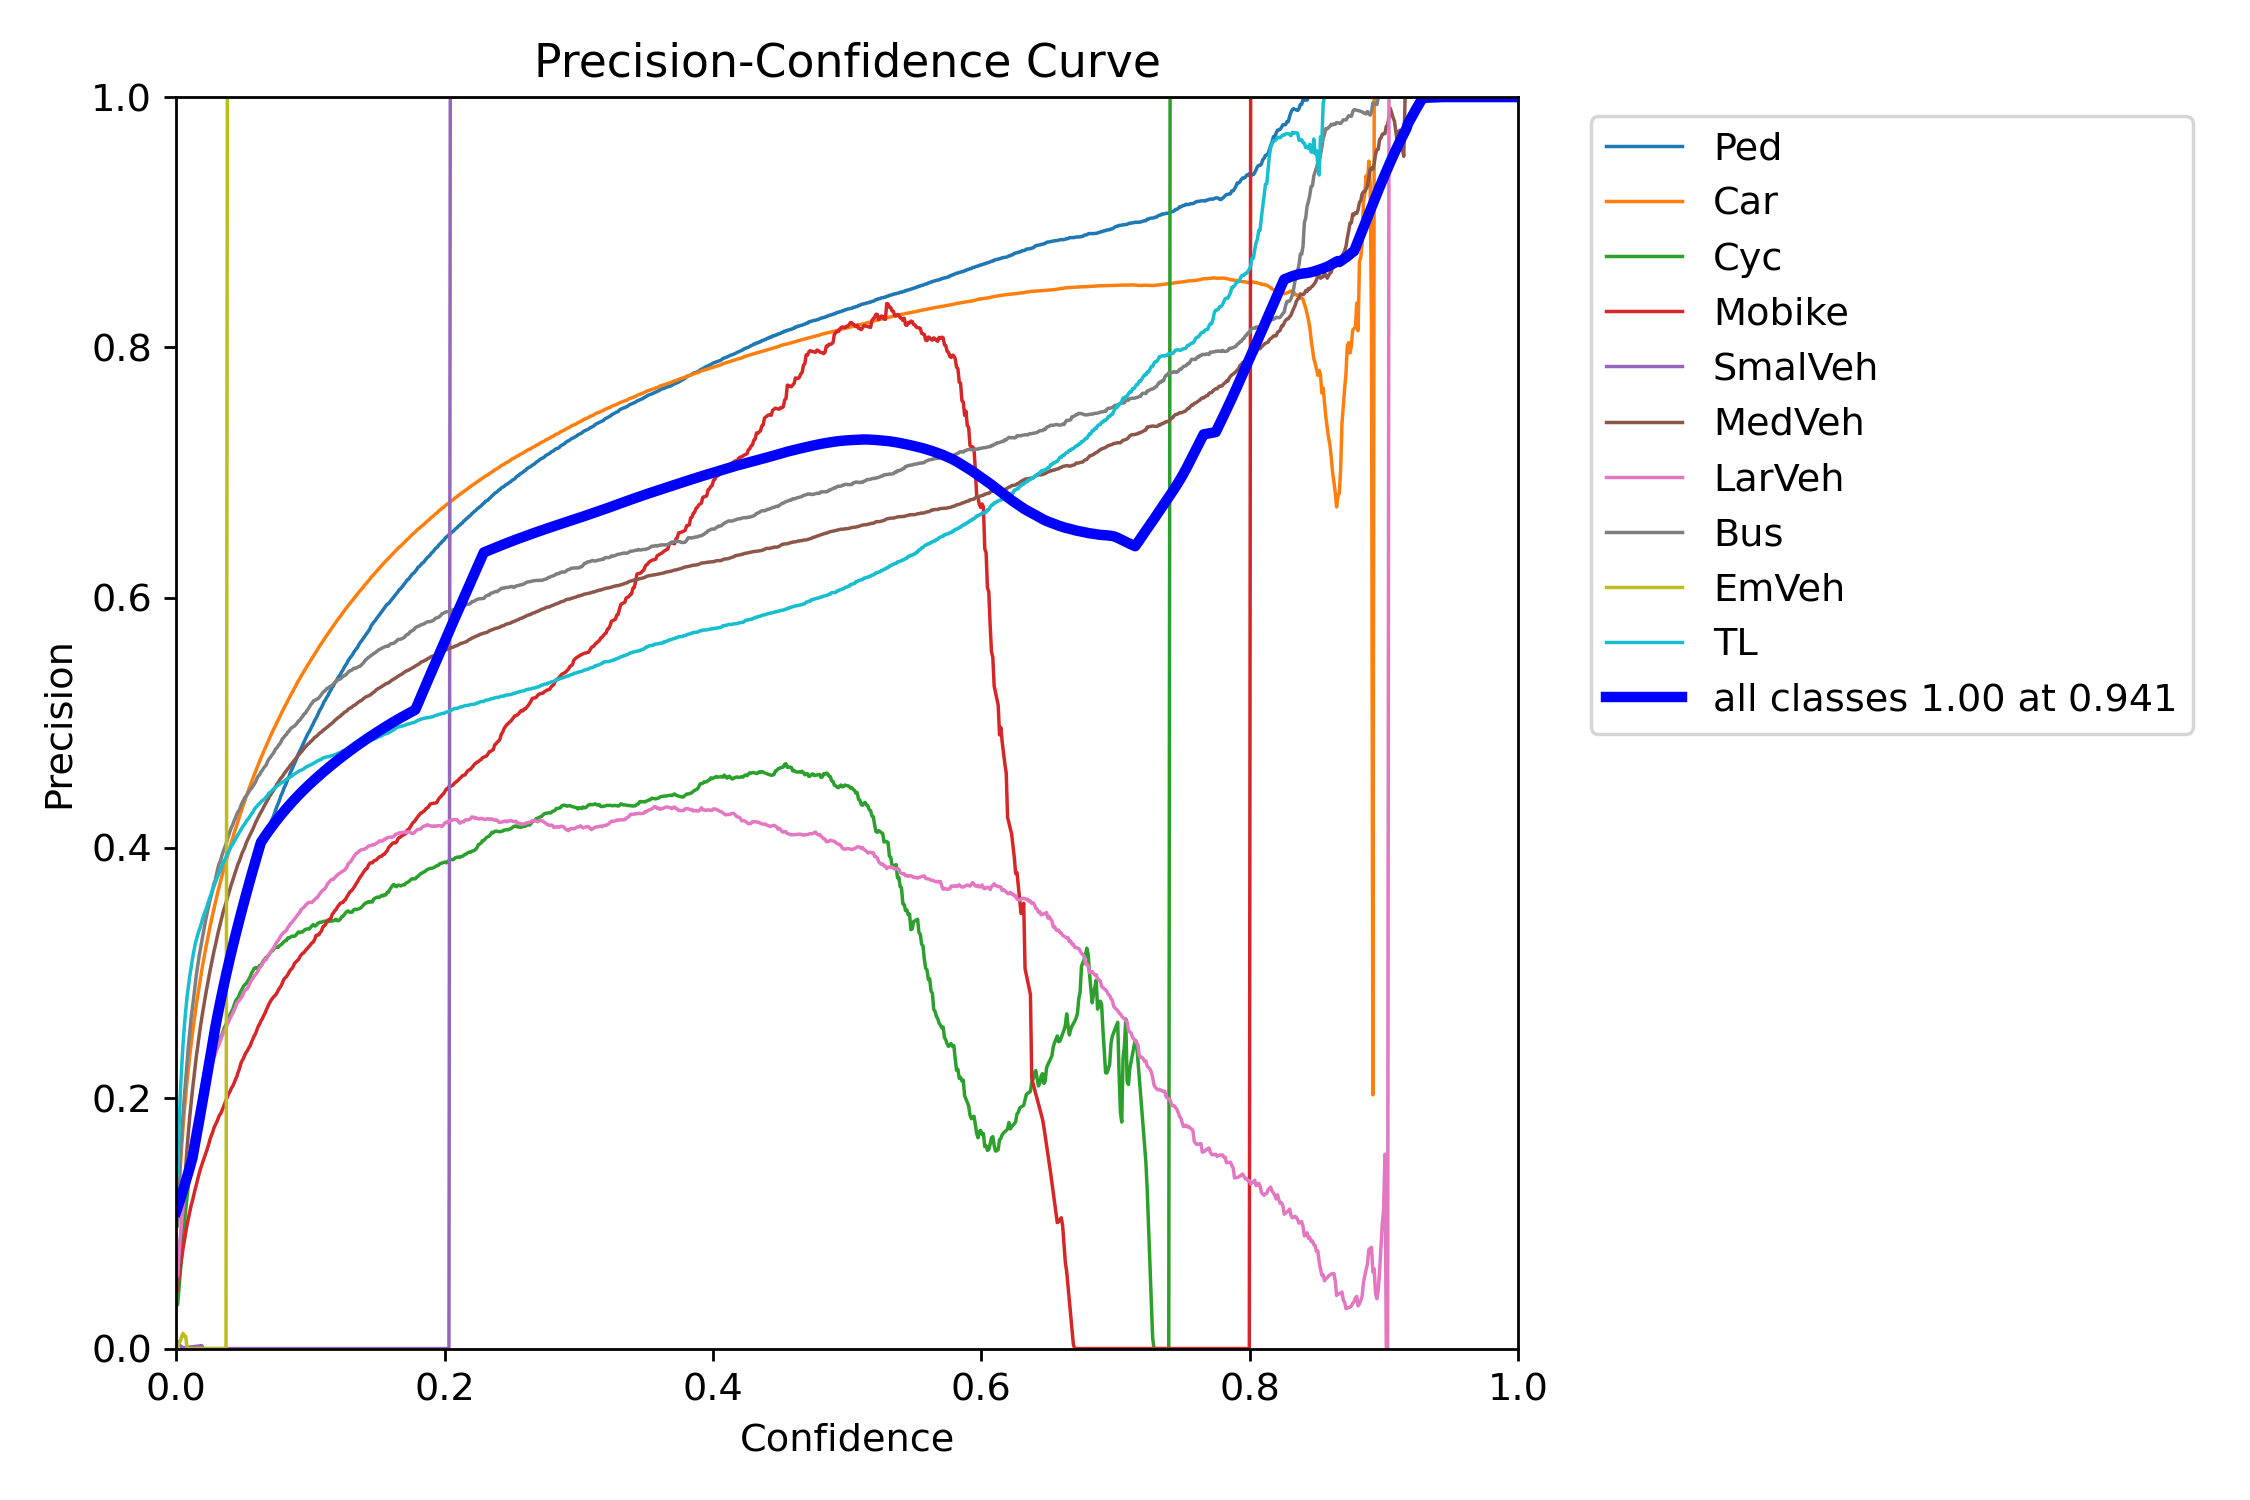 Precision-Confidence Curve
1.0
0.8
0.6
0.4
0.2
0.0
Precision
0.0 0.2 0.4 0.6 0.8 1.0
Confidence
Ped
Car
Cyc
Mobike
SmalVeh
MedVeh
LarVeh
Bus
EmVeh
TL
all classes 1.00 at 0.941